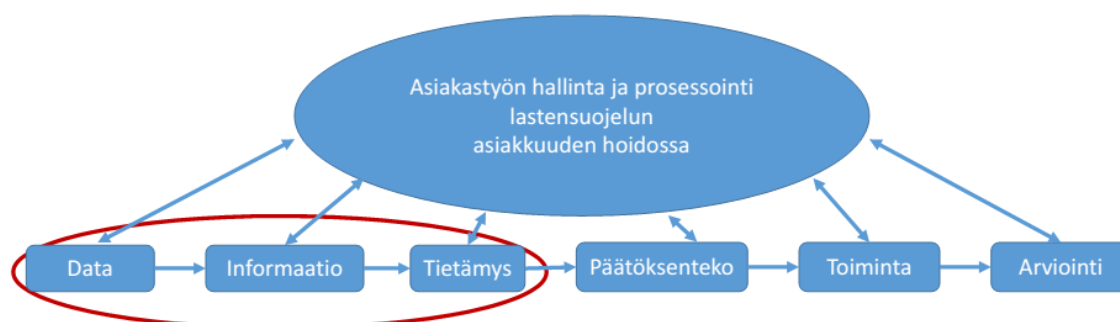 Asiakastyön hallinta ja prosessointi
lastensuojelun
asiakkuuden hoidossa
Data
Informaatio
Tietämys
Päätöksenteko
Toiminta
Arviointi